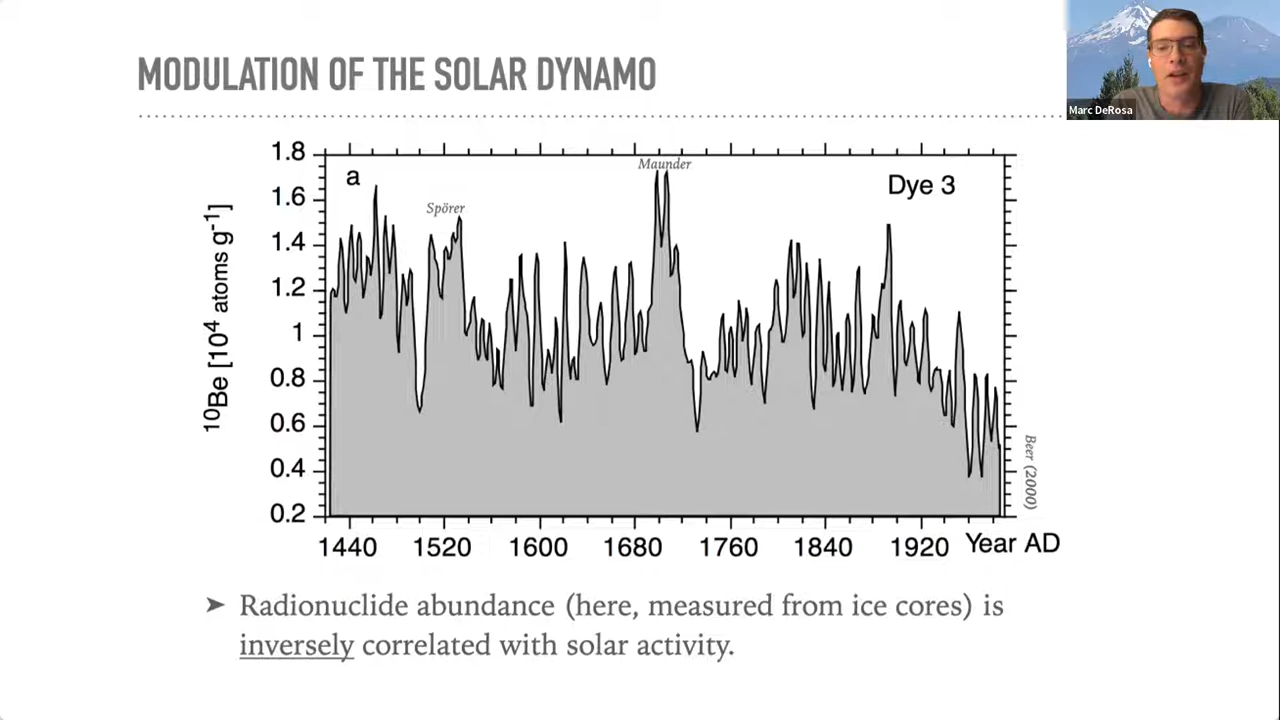 MODULATION OF THE SOLAR DYNAMO
Marc DeRosa
1.8
1.6
1.4
1.2
1
0.8
0.6
0.4
0.2
¹⁰Be [10⁴ atoms g⁻¹]
a
Spörer
Maunder
Dye 3
Beer (2000)
1440 1520 1600 1680 1760 1840 1920 Year AD
➤ Radionuclide abundance (here, measured from ice cores) is
inversely correlated with solar activity.